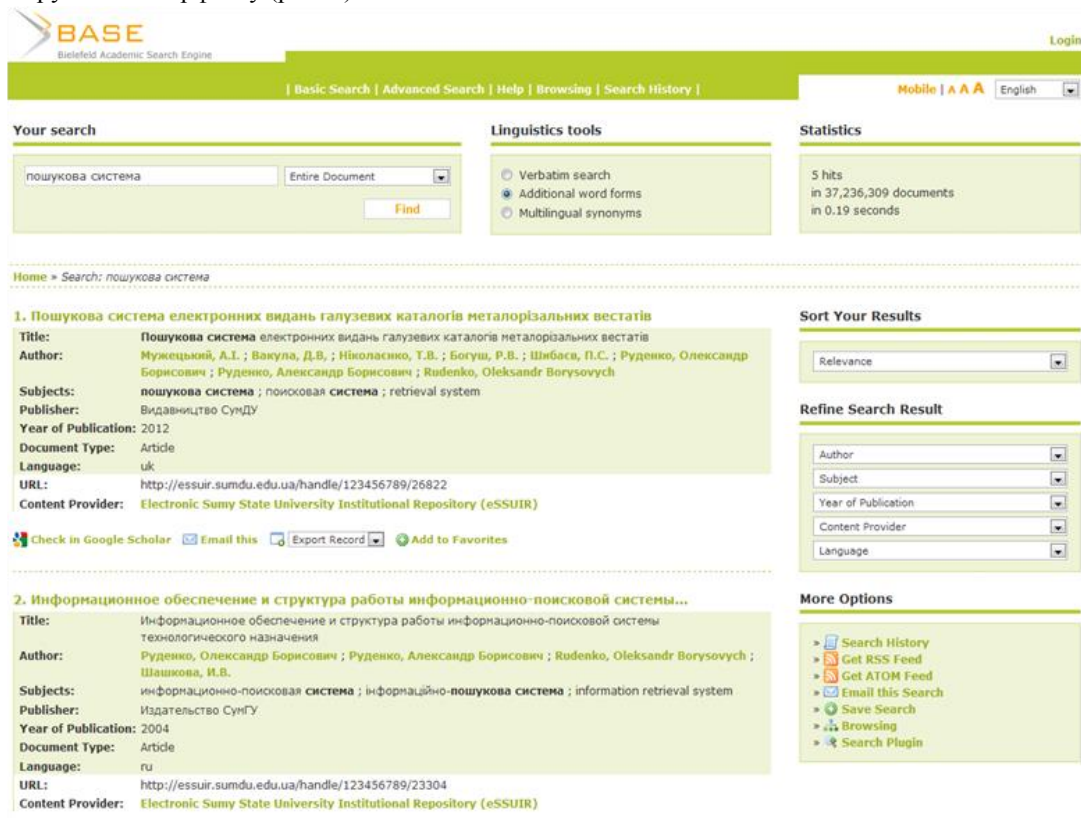 BASE
Bielefeld Academic Search Engine
Login
| Basic Search | Advanced Search | Help | Browsing | Search History |
Mobile | A A A English
Your search
пошукова система Entire Document
Find
Linguistics tools
Verbatim search
Additional word forms
Multilingual synonyms
Statistics
5 hits
in 37,236,309 documents
in 0.19 seconds
Home » Search: пошукова система
1. Пошукова система електронних видань галузевих каталогів металорізальних вестатів
Title: Пошукова система електронних видань галузевих каталогів металорізальних вестатів
Author: Мужецький, А.І. ; Вакула, Д.В, ; Ніколаєнко, Т.В. ; Богуш, Р.В. ; Шибаєв, П.С. ; Руденко, Олександр
Борисович ; Руденко, Александр Борисович ; Rudenko, Oleksandr Borysovych
Subjects: пошукова система ; поисковая система ; retrieval system
Publisher: Видавництво СумДУ
Year of Publication: 2012
Document Type: Article
Language: uk
URL: http://essuir.sumdu.edu.ua/handle/123456789/26822
Content Provider: Electronic Sumy State University Institutional Repository (eSSUIR)
Check in Google Scholar Email this Export Record Add to Favorites
2. Информационное обеспечение и структура работы информационно-поисковой системы...
Title: Информационное обеспечение и структура работы информационно-поисковой системы
технологического назначения
Author: Руденко, Олександр Борисович ; Руденко, Александр Борисович ; Rudenko, Oleksandr Borysovych ;
Шашкова, И.В.
Subjects: информационно-поисковая система ; інформаційно-пошукова система ; information retrieval system
Publisher: Издательство СумГУ
Year of Publication: 2004
Document Type: Article
Language: ru
URL: http://essuir.sumdu.edu.ua/handle/123456789/23304
Content Provider: Electronic Sumy State University Institutional Repository (eSSUIR)
Sort Your Results
Relevance
Refine Search Result
Author
Subject
Year of Publication
Content Provider
Language
More Options
» Search History
» Get RSS Feed
» Get ATOM Feed
» Email this Search
» Save Search
» Browsing
» Search Plugin